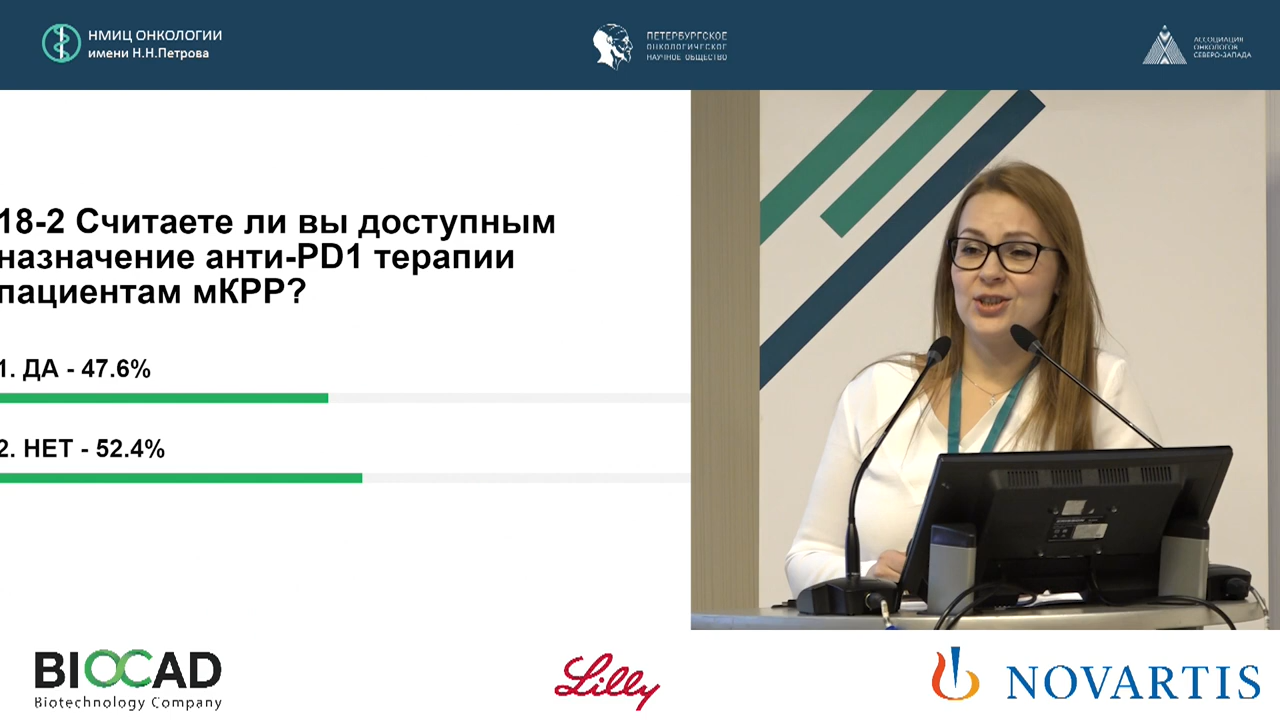 НМИЦ ОНКОЛОГИИ
имени Н.Н.Петрова
ПЕТЕРБУРГСКОЕ
ОНКОЛОГИЧЕСКОЕ
НАУЧНОЕ ОБЩЕСТВО
АССОЦИАЦИЯ
ОНКОЛОГОВ
СЕВЕРО-ЗАПАДА
18-2 Считаете ли вы доступным
назначение анти-PD1 терапии
пациентам мКРР?
1. ДА - 47.6%
2. НЕТ - 52.4%
BIOCAD
Biotechnology Company
Lilly
NOVARTIS